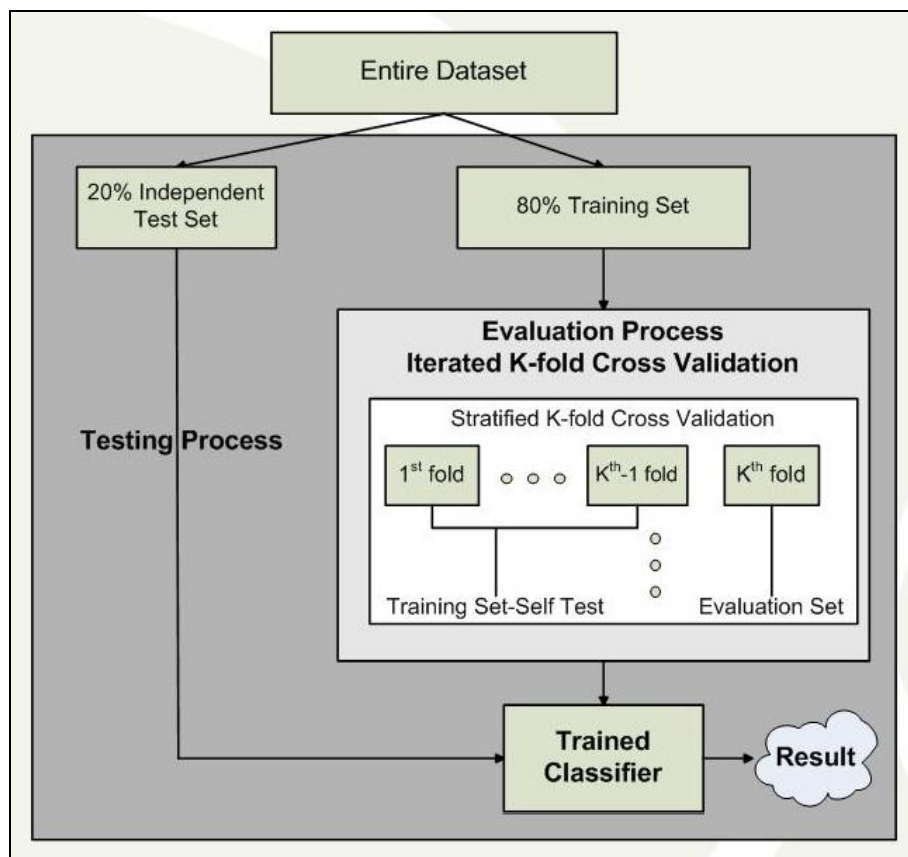 Entire Dataset
20% Independent
Test Set
80% Training Set
Evaluation Process
Iterated K-fold Cross Validation
Stratified K-fold Cross Validation
1st fold
Kth-1 fold
Kth fold
Training Set-Self Test
Evaluation Set
Testing Process
Trained
Classifier
Result